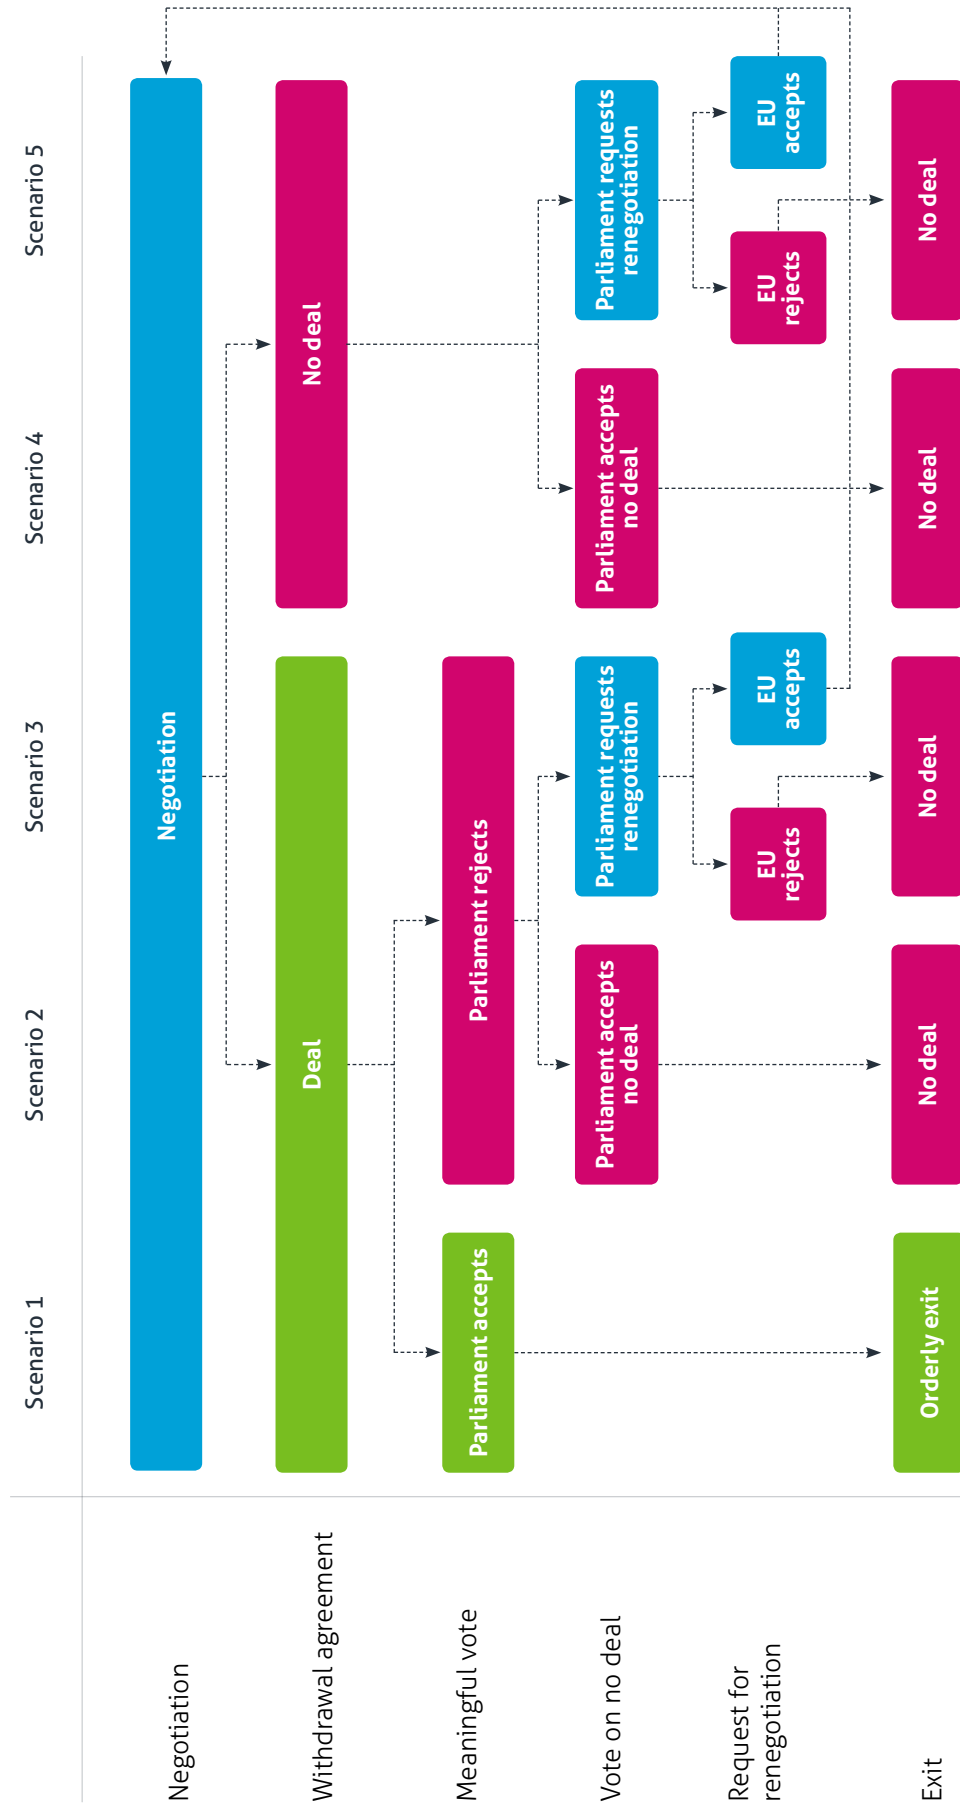 Scenario 1
Scenario 2
Scenario 3
Scenario 4
Scenario 5
Negotiation
Negotiation
Withdrawal agreement
Deal
No deal
Meaningful vote
Parliament accepts
Parliament rejects
Vote on no deal
Parliament accepts
no deal
Parliament requests
renegotiation
Parliament accepts
no deal
Parliament requests
renegotiation
Request for
renegotiation
EU
rejects
EU
accepts
EU
rejects
EU
accepts
Exit
Orderly exit
No deal
No deal
No deal
No deal